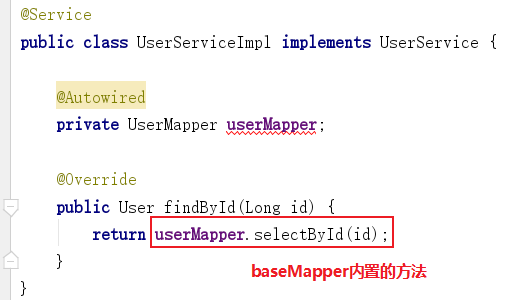 @Service
public class UserServiceImpl implements UserService {
@Autowired
private UserMapper userMapper;
@Override
public User findById(Long id) {
return userMapper.selectById(id);
}
baseMapper内置的方法
}